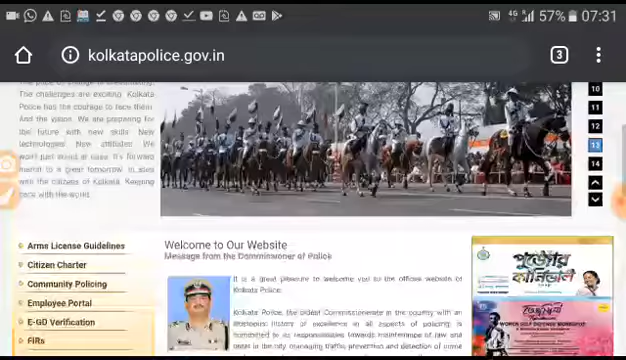 4G
57% 07:31
kolkatapolice.gov.in
3
The challenges are exciting. Kolkata
Police has the courage to face them.
And the vision. We are preparing for
the future with new skills. New
technologies. New attitudes. We
won't just stand at ease. It's forward
march to a great tomorrow. In step
with the citizens of Kolkata. Keeping
pace with the world.
10
11
12
13
14
Arms License Guidelines
Citizen Charter
Community Policing
Employee Portal
E-GD Verification
FIRs
Welcome to Our Website
Message from the Commissioner of Police
It is a great pleasure to welcome you to the official website of
Kolkata Police.
Kolkata Police, the oldest Commissionerate in the country with an
history of excellence in all aspects of policing, is
committed to its responsibilities towards maintenance of law and
order in the city, managing traffic, prevention and detection of crime
পুজোর
কার্নিভাল